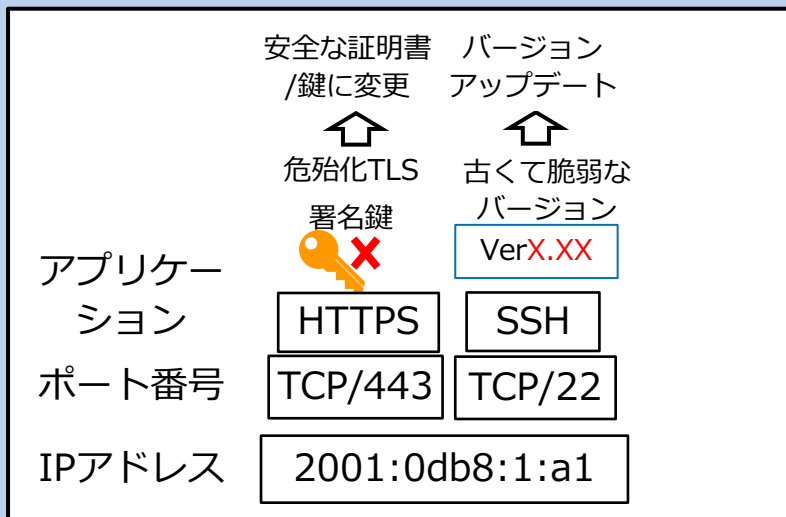 安全な証明書
/鍵に変更
バージョン
アップデート
危殆化TLS
署名鍵
古くて脆弱な
バージョン
VerX.XX
アプリケー
ション
HTTPS
SSH
ポート番号
TCP/443
TCP/22
IPアドレス
2001:0db8:1:a1